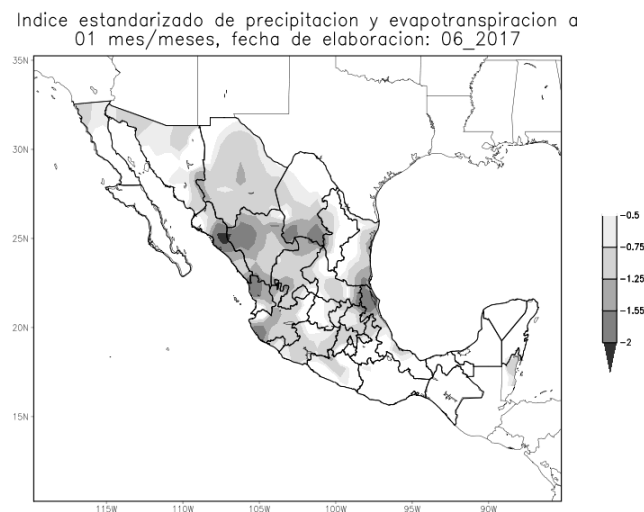 Indice estandarizado de precipitacion y evapotranspiracion a
01 mes/meses, fecha de elaboracion: 06_2017
35N
30N
25N
20N
15N
115W
110W
105W
100W
95W
90W
-0.5
-0.75
-1.25
-1.55
-2